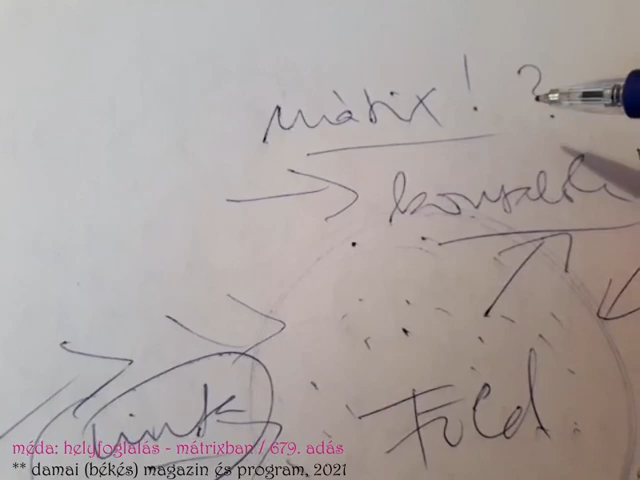 mátrix! ?
Föld
méda: helyfoglalás - mátrixban / 679. adás
** damai (békés) magazin és program, 2021